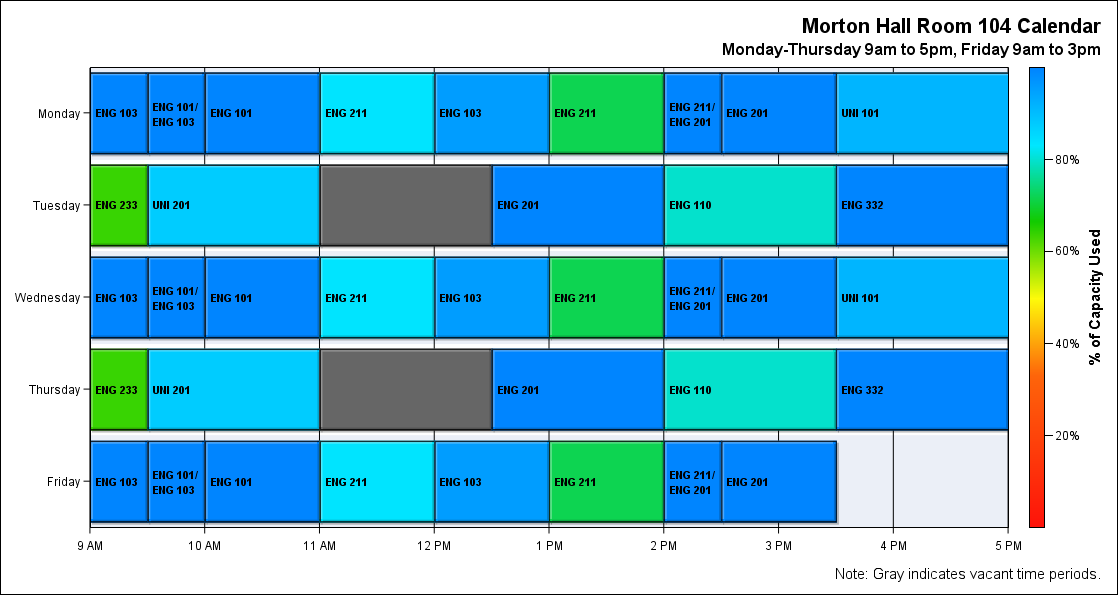 Morton Hall Room 104 Calendar
Monday-Thursday 9am to 5pm, Friday 9am to 3pm
Monday
ENG 103
ENG 101/
ENG 103
ENG 101
ENG 211
ENG 103
ENG 211
ENG 211/
ENG 201
ENG 201
UNI 101
Tuesday
ENG 233
UNI 201
ENG 201
ENG 110
ENG 332
Wednesday
ENG 103
ENG 101/
ENG 103
ENG 101
ENG 211
ENG 103
ENG 211
ENG 211/
ENG 201
ENG 201
UNI 101
Thursday
ENG 233
UNI 201
ENG 201
ENG 110
ENG 332
Friday
ENG 103
ENG 101/
ENG 103
ENG 101
ENG 211
ENG 103
ENG 211
ENG 211/
ENG 201
ENG 201
9 AM
10 AM
11 AM
12 PM
1 PM
2 PM
3 PM
4 PM
5 PM
80%
60%
40%
20%
% of Capacity Used
Note: Gray indicates vacant time periods.